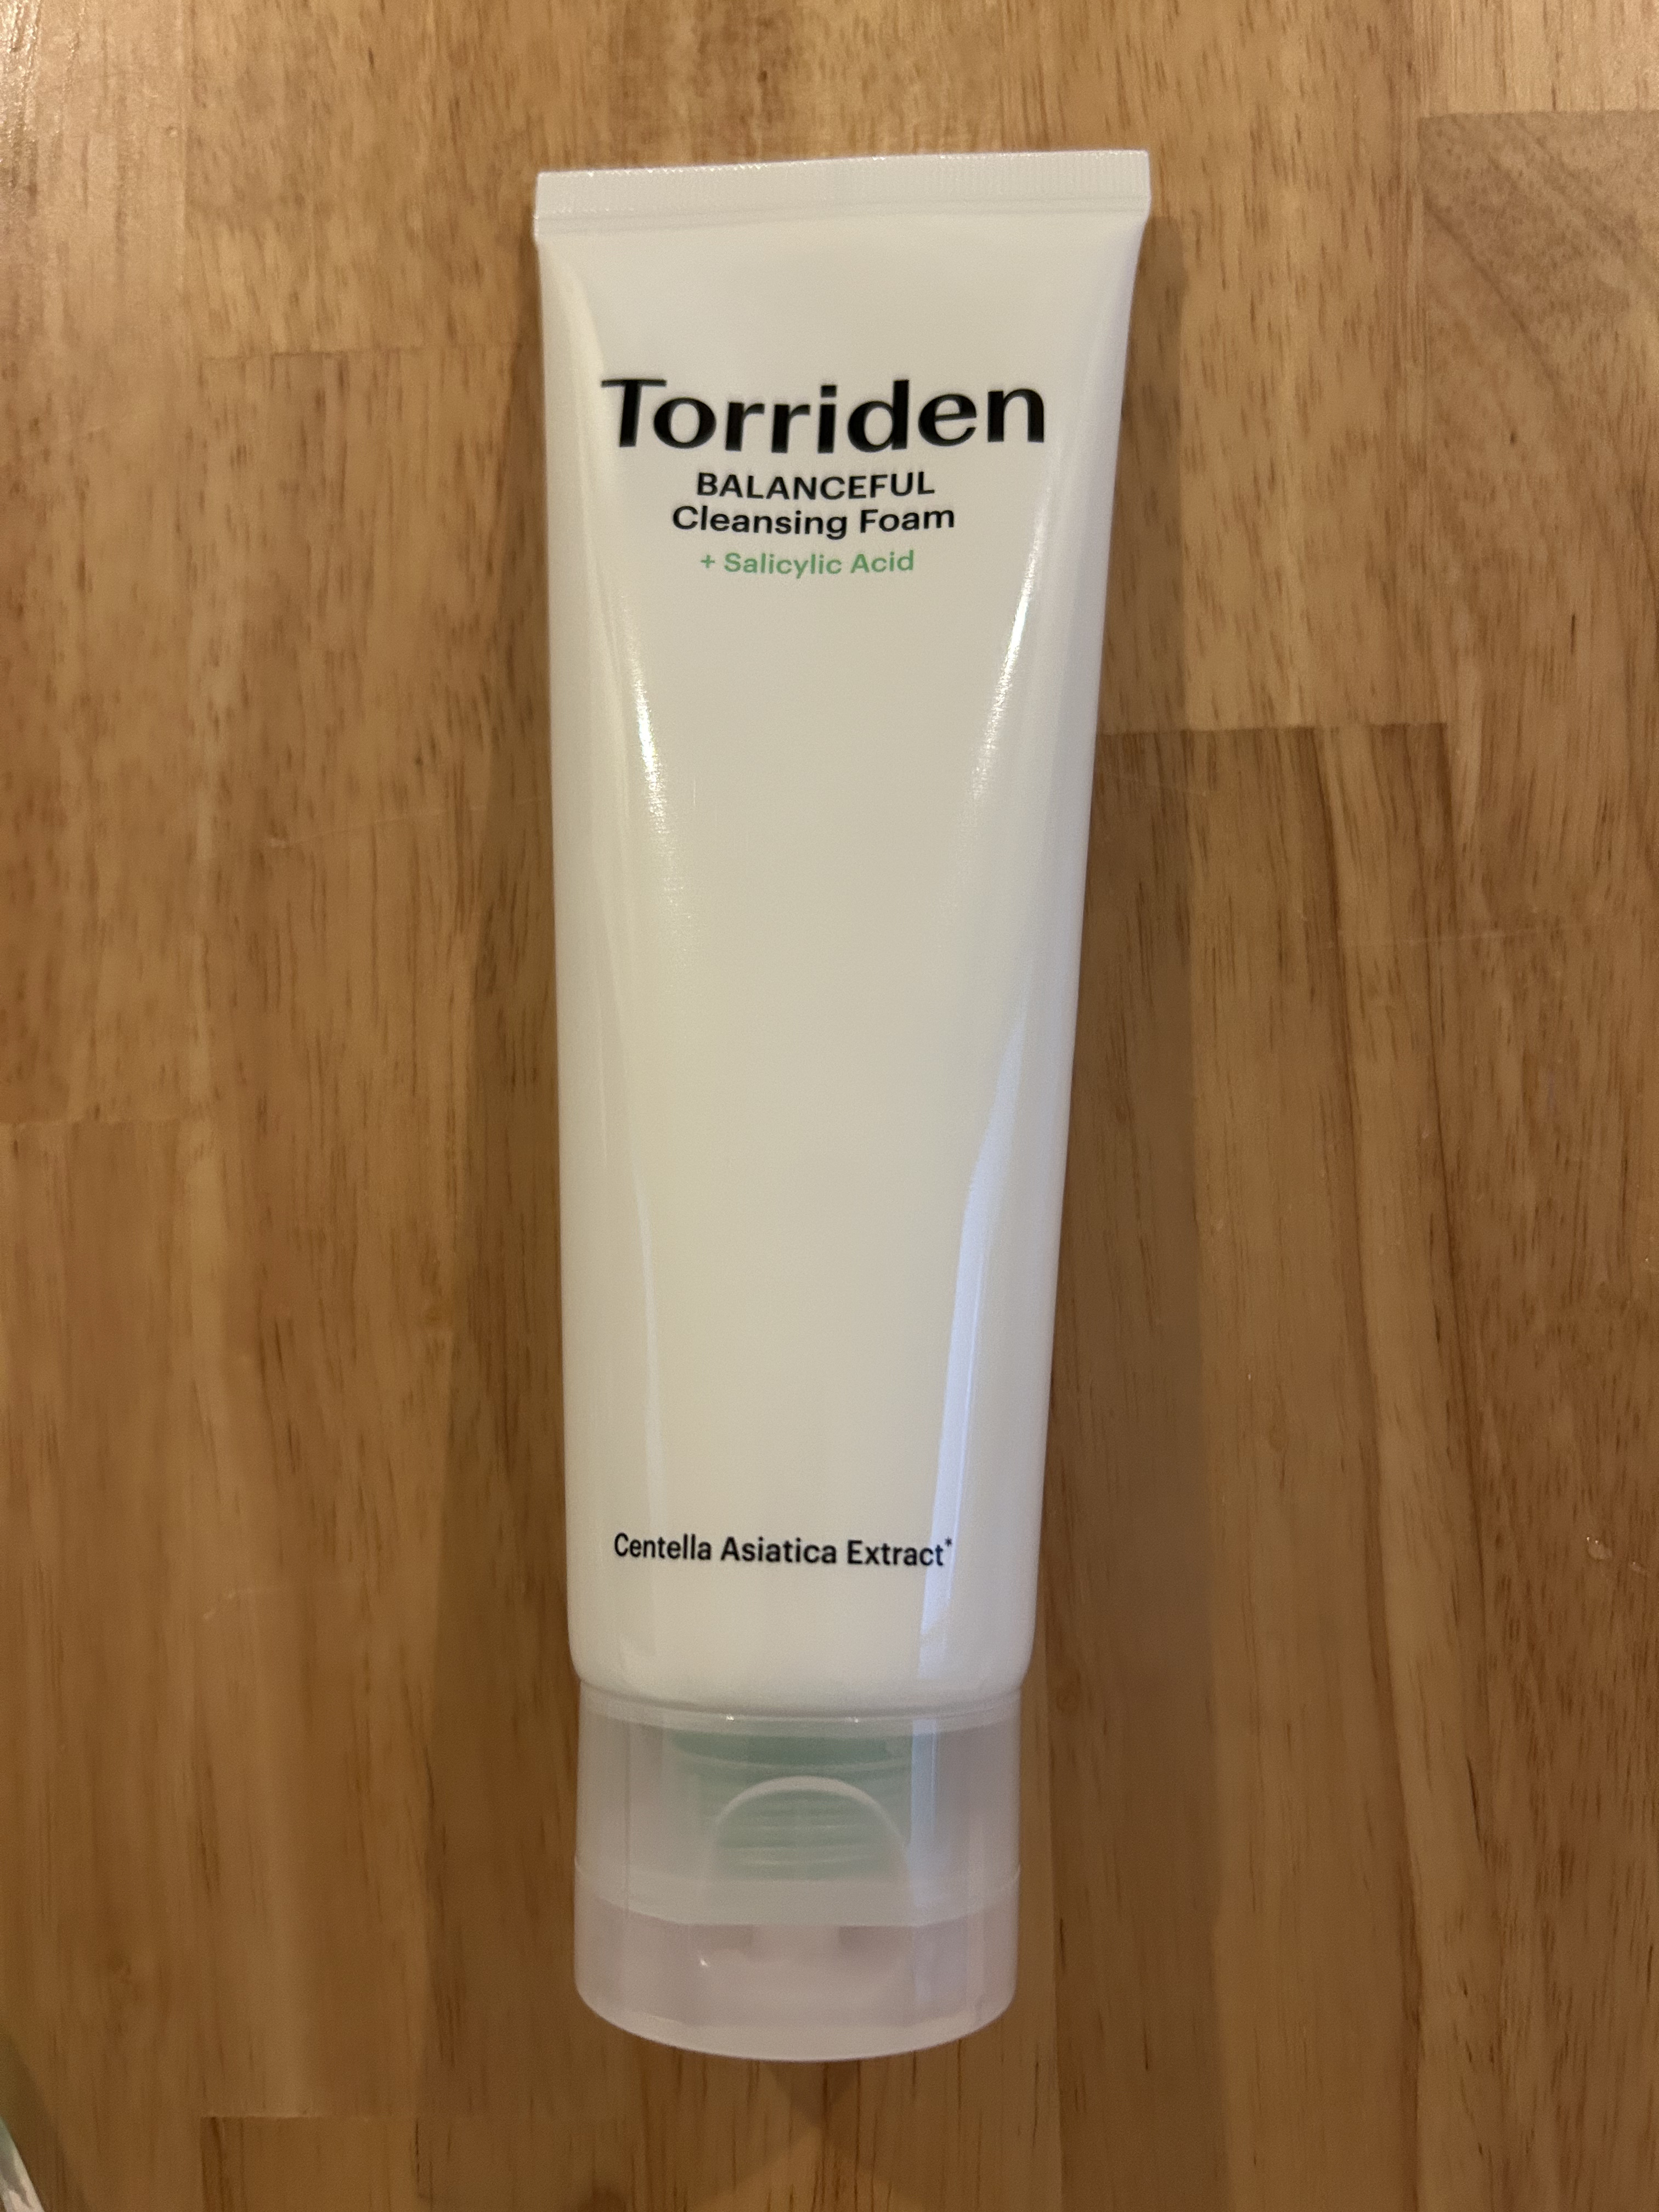 Torriden
BALANCEFUL
Cleansing Foam
+ Salicylic Acid
Centella Asiatica Extract*